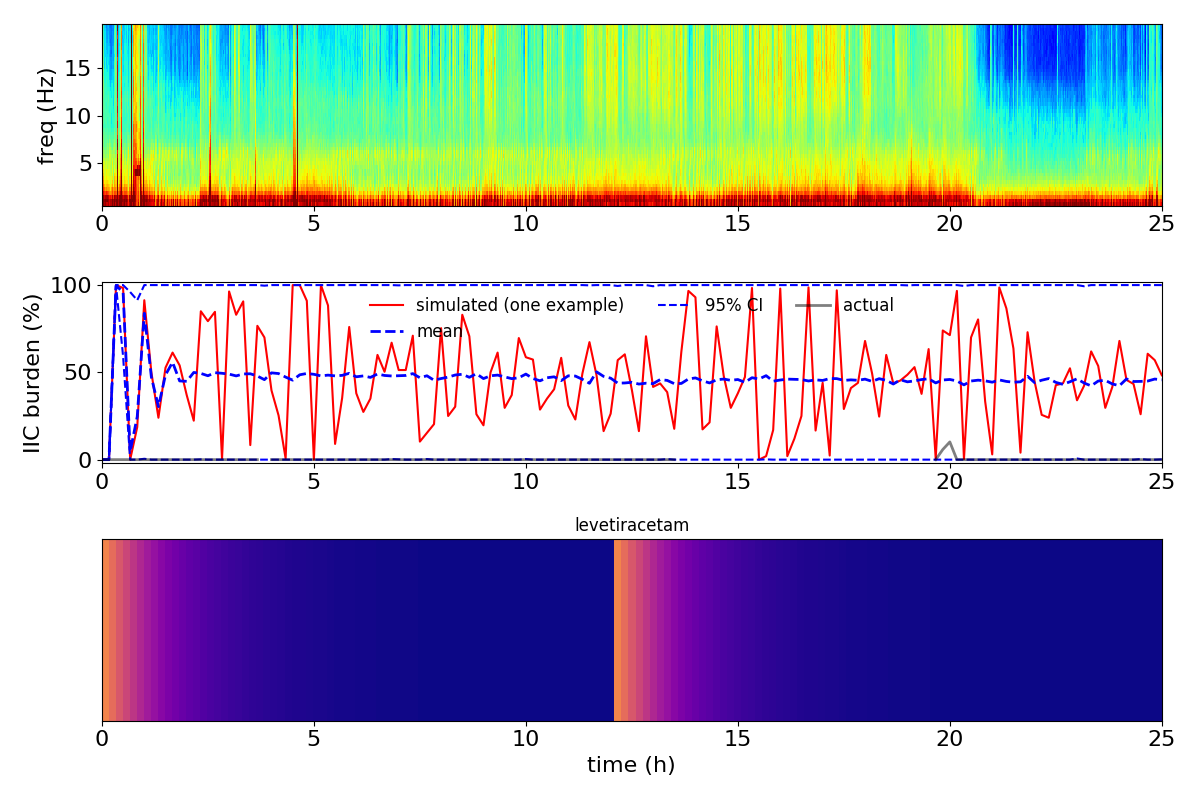 freq (Hz)
15
10
5
0 5 10 15 20 25
IIC burden (%)
100
50
0
simulated (one example) 95% CI actual
mean
0 5 10 15 20 25
levetiracetam
0 5 10 15 20 25
time (h)